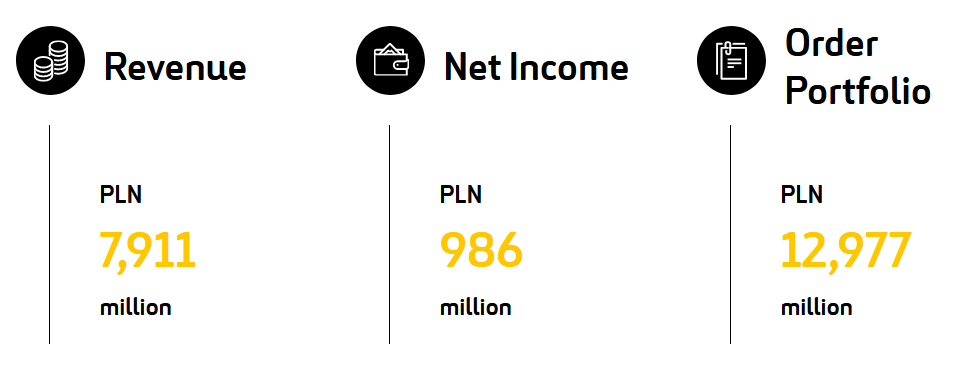 Revenue
PLN
7,911
million
Net Income
PLN
986
million
Order
Portfolio
PLN
12,977
million